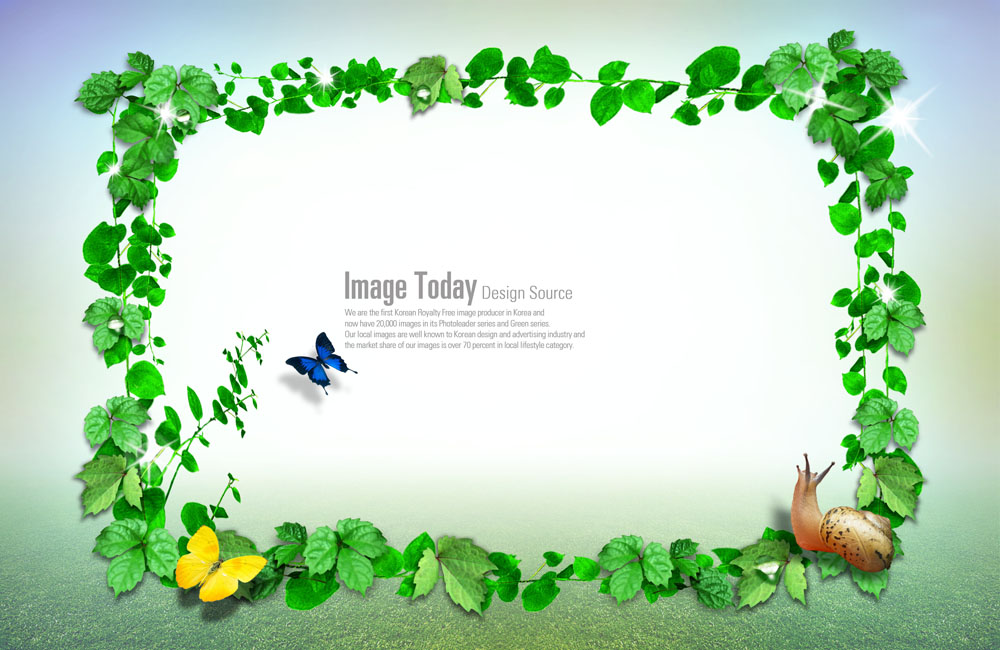 Image Today Design Source
We are the first Korean Royalty Free image producer in Korea and
now have 20,000 images in its Photoleader series and Green series.
Our local images are well known to Korean design and advertising industry and
the market share of our images is over 70 percent in local lifestyle category.